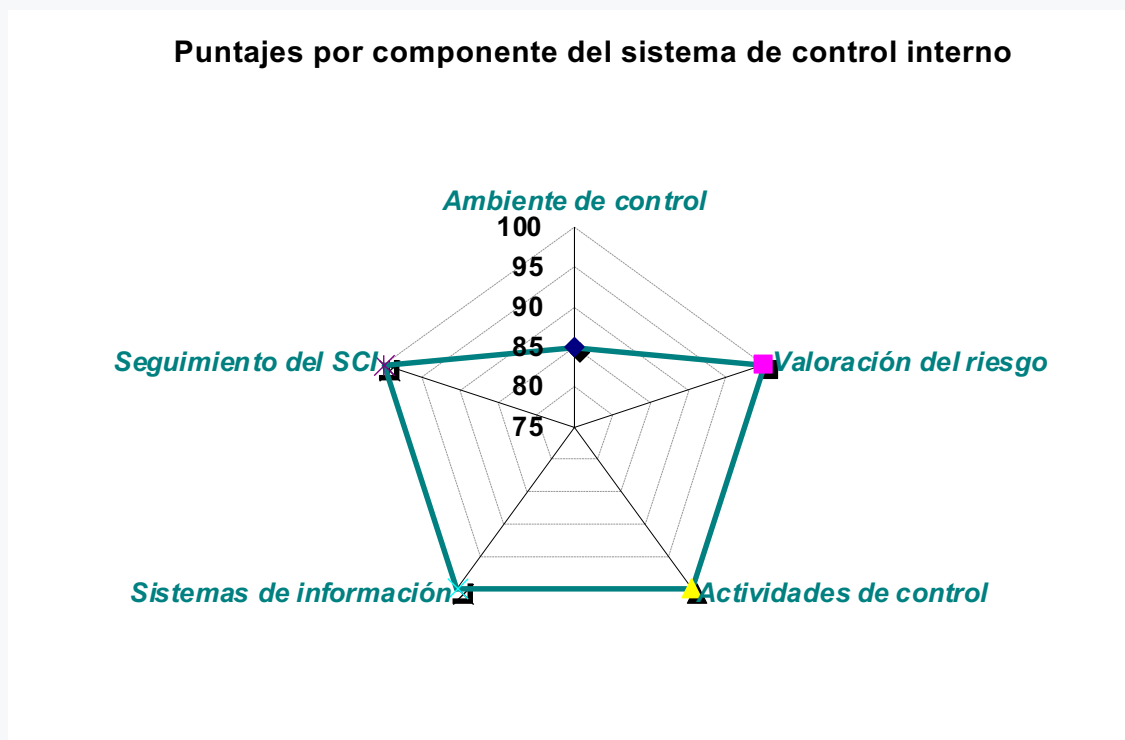 Puntajes por componente del sistema de control interno
Ambiente de control
100
95
90
85
80
75
Seguimiento del SCI
Valoración del riesgo
Sistemas de información
Actividades de control